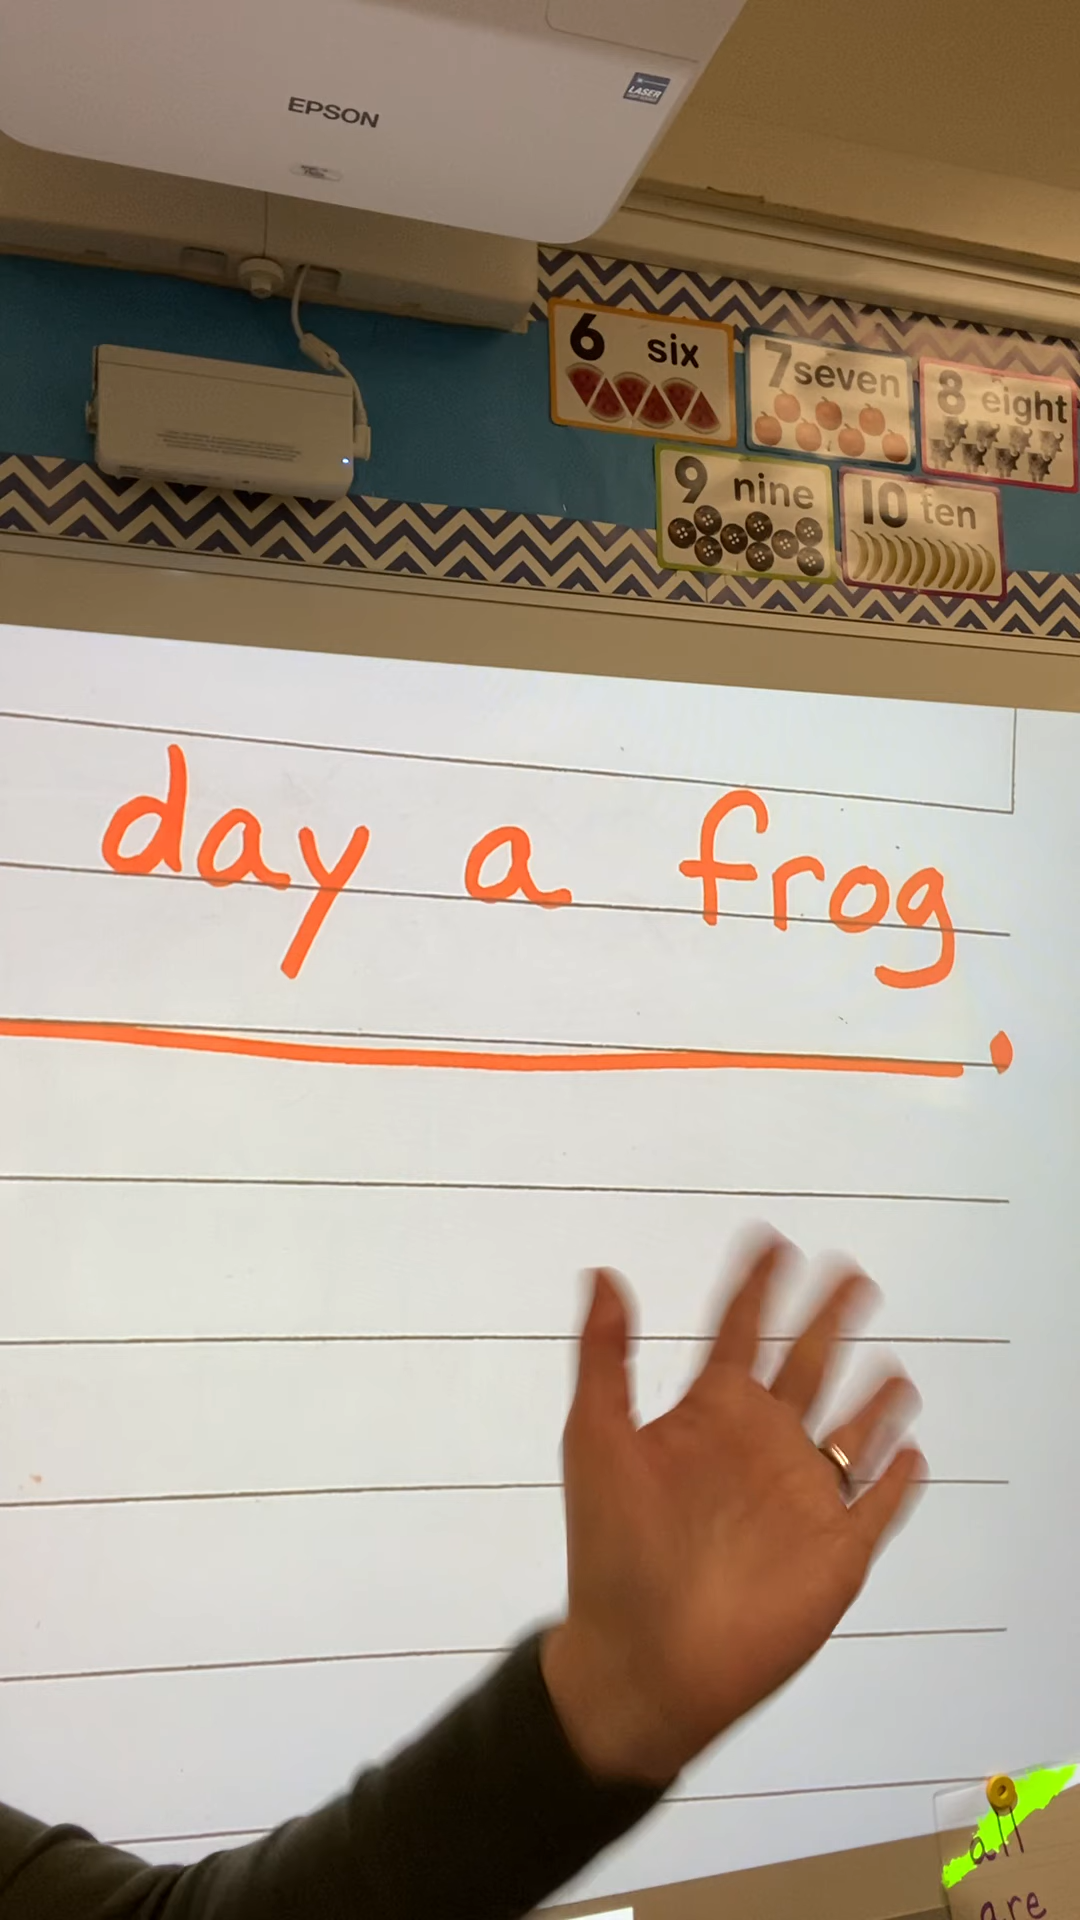 EPSON
LASER
6 six
7 seven
8 eight
9 nine
10 ten
day a frog
.
all
are